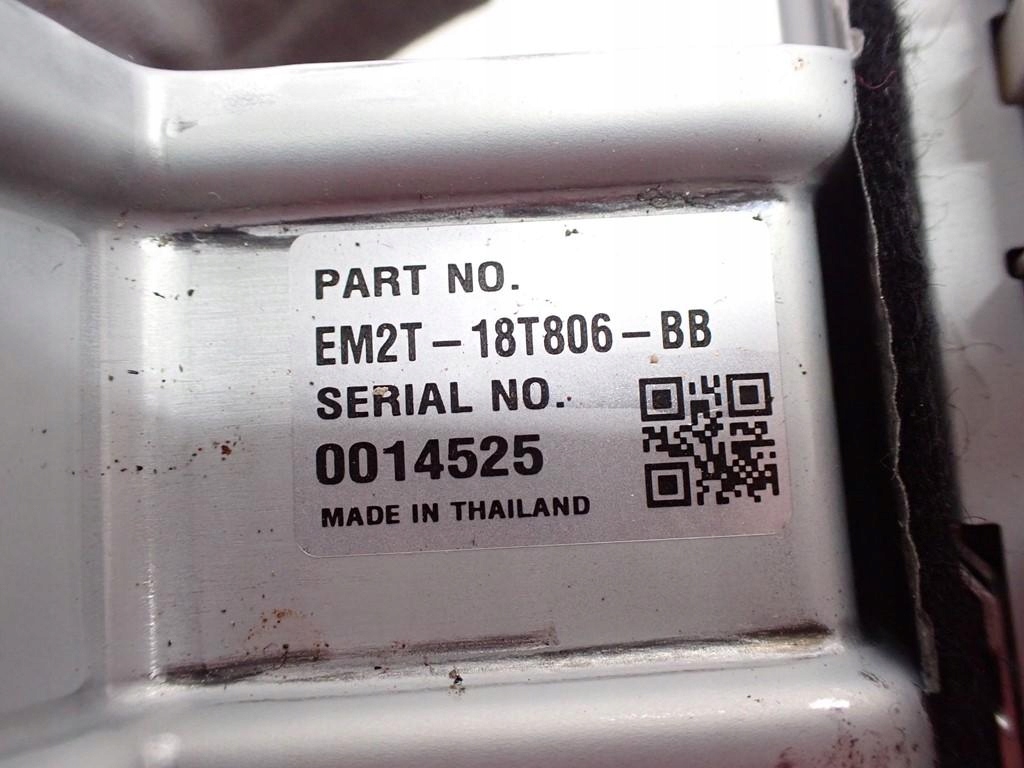 PART NO.
EM2T-18T806-BB
SERIAL NO.
0014525
MADE IN THAILAND